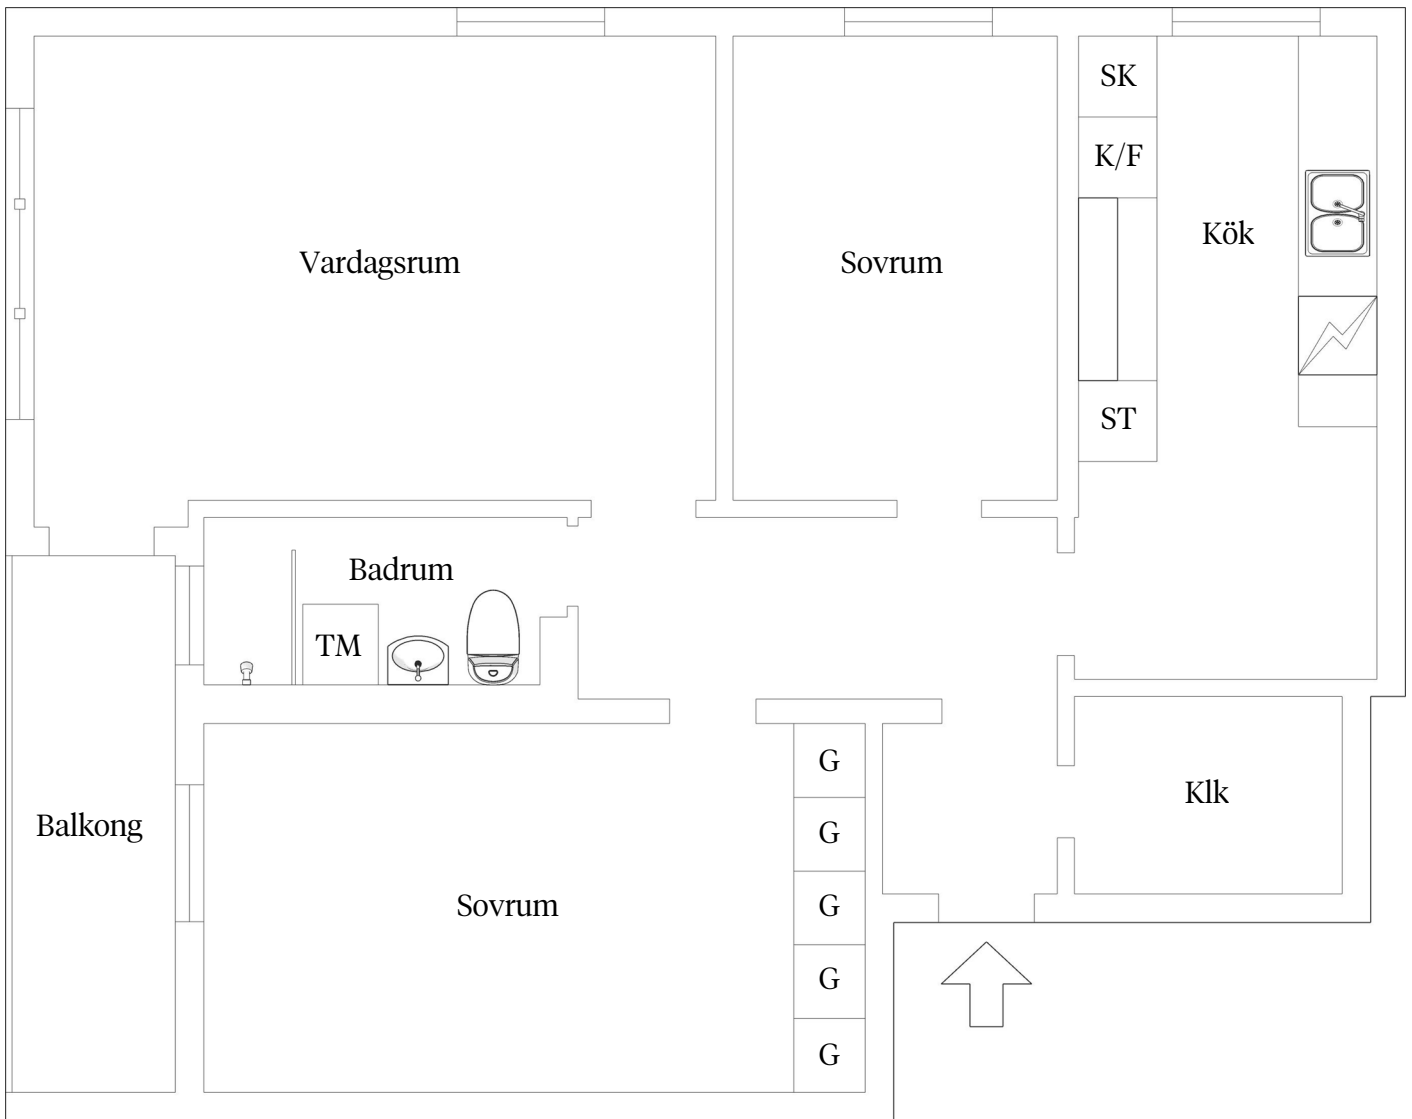 SK
K/F
Kök
Vardagsrum
Sovrum
ST
Badrum
TM
G
Klk
Balkong
G
Sovrum
G
G
G